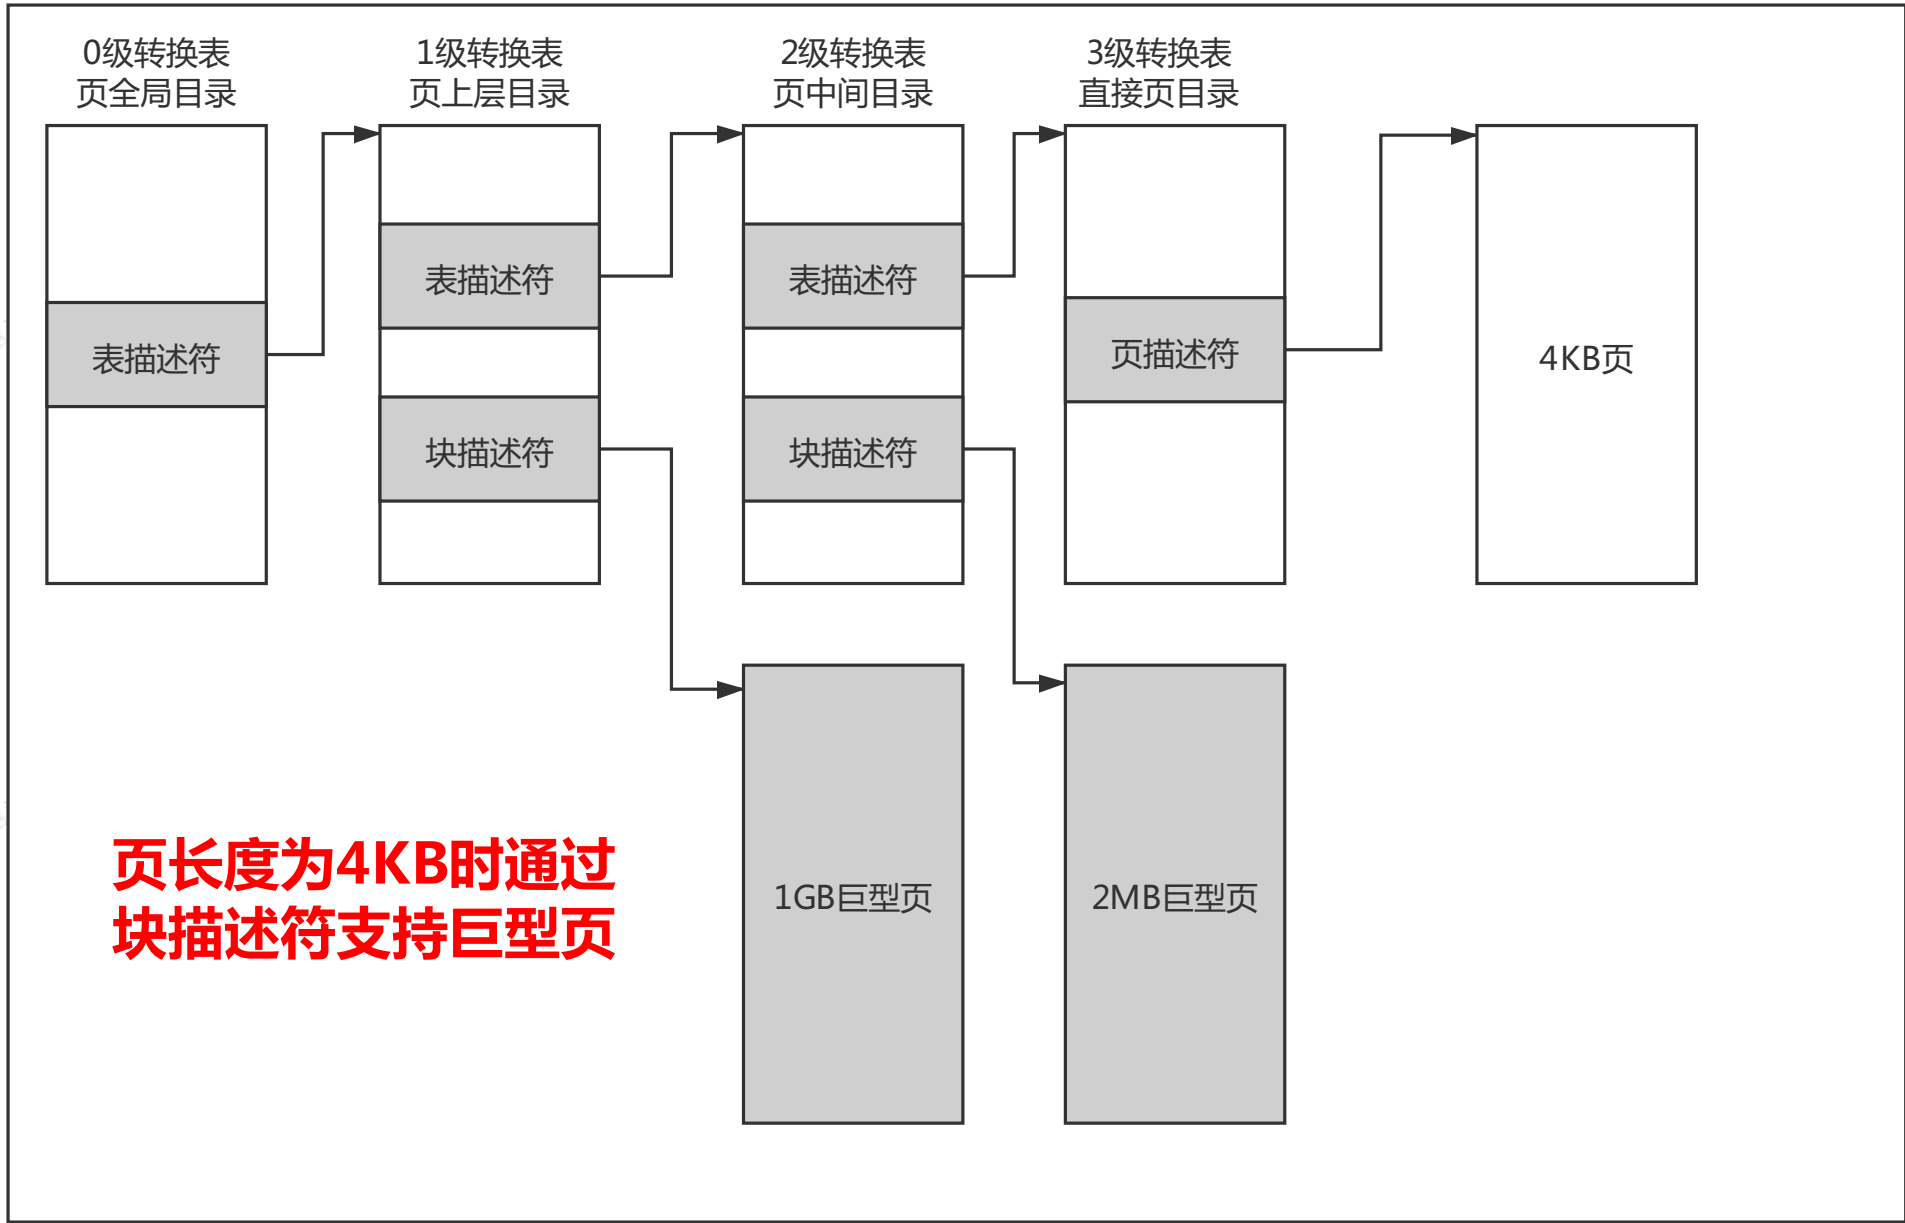 0级转换表
页全局目录
1级转换表
页上层目录
2级转换表
页中间目录
3级转换表
直接页目录
表描述符
表描述符
块描述符
表描述符
块描述符
页描述符
4KB页
1GB巨型页
2MB巨型页
页长度为4KB时通过
块描述符支持巨型页